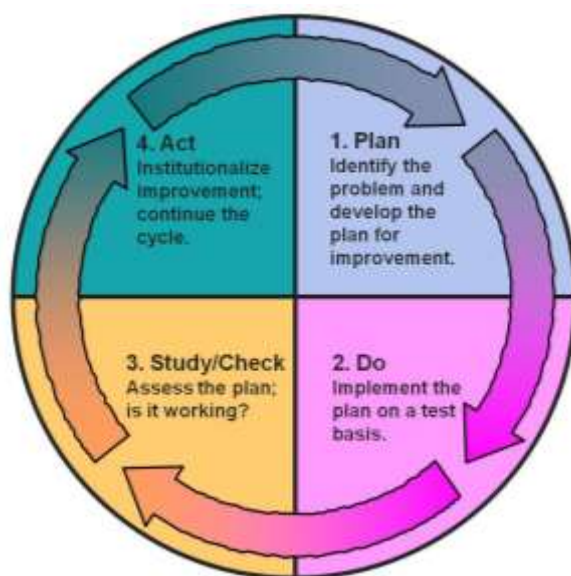 1. Plan
Identify the
problem and
develop the
plan for
improvement.
2. Do
Implement the
plan on a test
basis.
3. Study/Check
Assess the plan;
is it working?
4. Act
Institutionalize
improvement;
continue the
cycle.